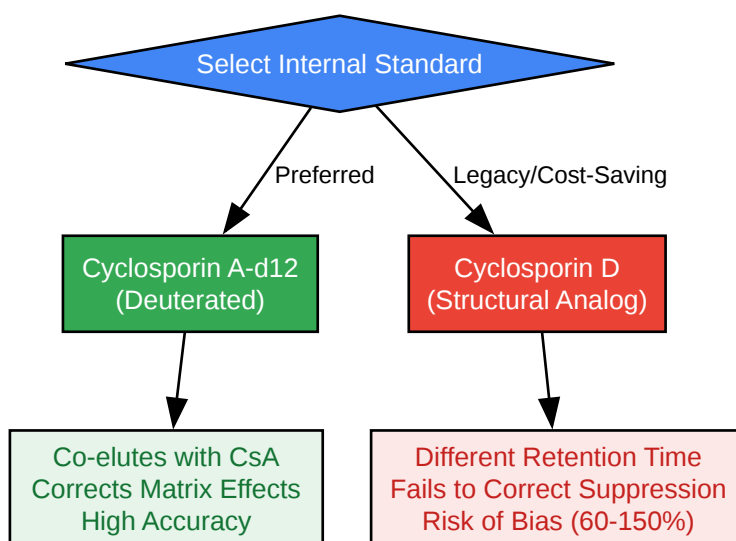 Select Internal Standard
Preferred
Legacy/Cost-Saving
Cyclosporin A-d12
(Deuterated)
Cyclosporin D
(Structural Analog)
Co-elutes with CsA
Corrects Matrix Effects
High Accuracy
Different Retention Time
Fails to Correct Suppression
Risk of Bias (60-150%)